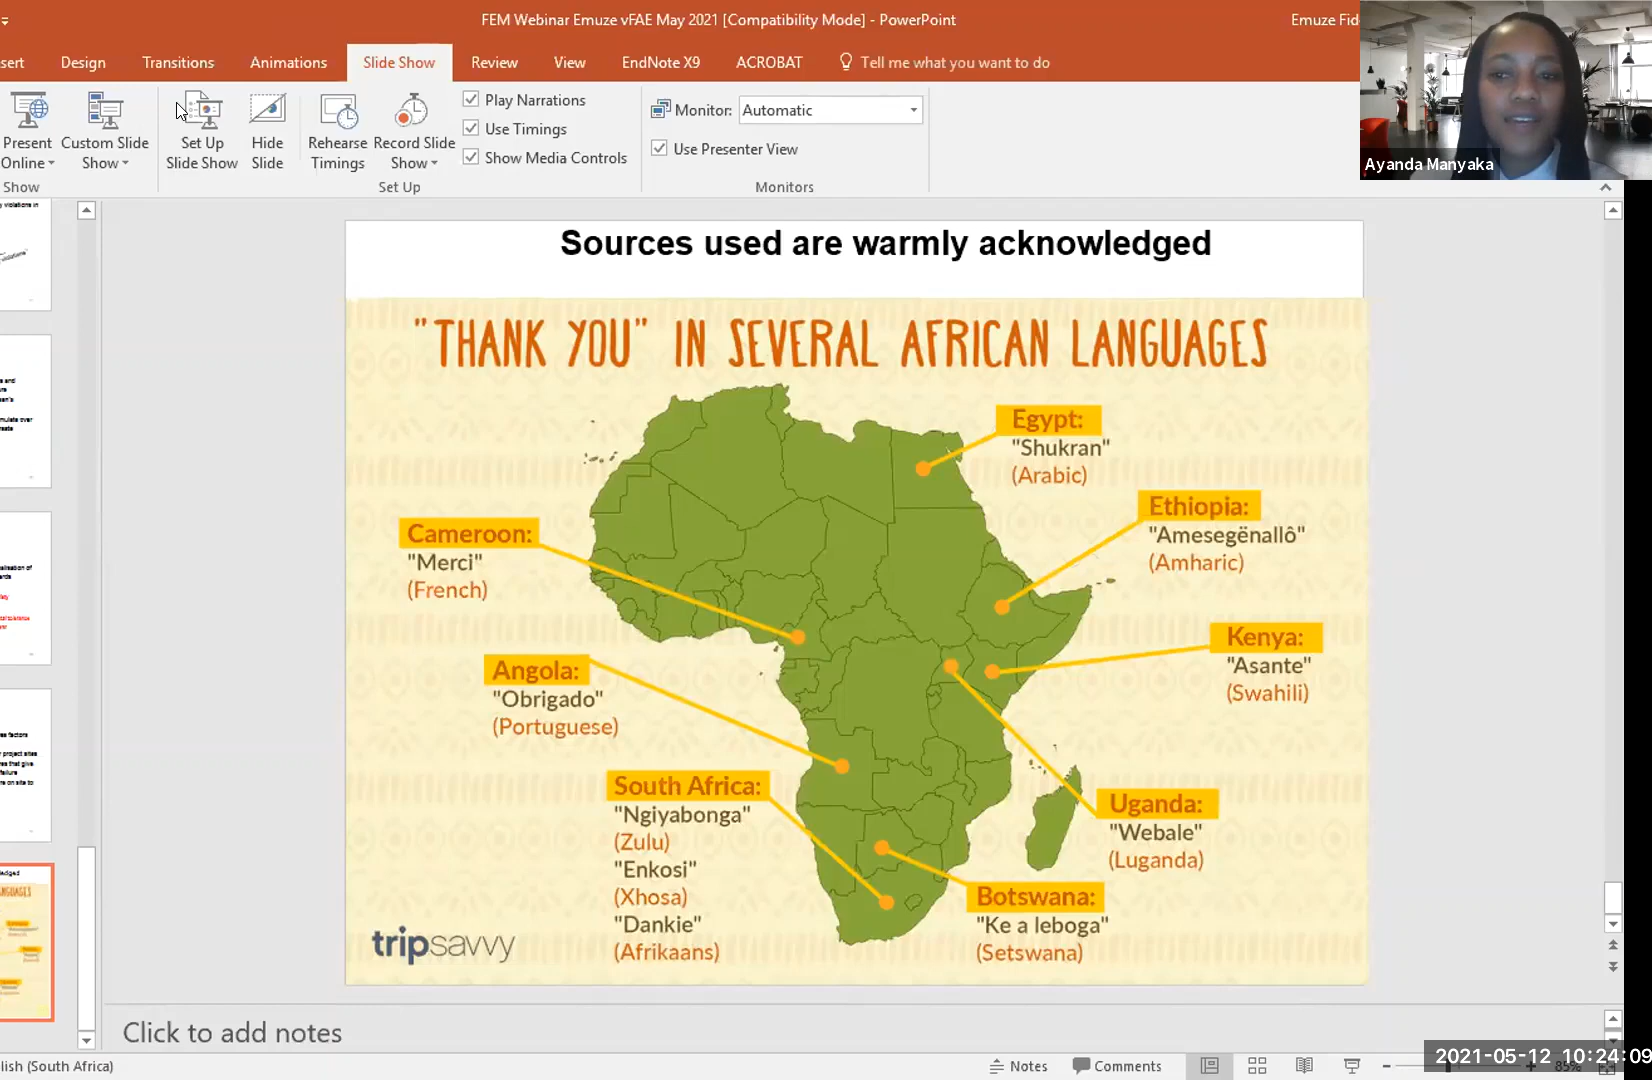 FEM Webinar Emuze vFAE May 2021 [Compatibility Mode] - PowerPoint
Emuze Fid
sert Design Transitions Animations Slide Show Review View EndNote X9 ACROBAT Tell me what you want to do
Present Online
Custom Slide Show
Set Up Slide Show
Hide Slide
Rehearse Timings
Record Slide Show
Play Narrations
Use Timings
Show Media Controls
Monitor: Automatic
Use Presenter View
Show
Set Up
Monitors
Ayanda Manyaka
Sources used are warmly acknowledged
"THANK YOU" IN SEVERAL AFRICAN LANGUAGES
Egypt:
"Shukran"
(Arabic)
Ethiopia:
"Amesegënallô"
(Amharic)
Cameroon:
"Merci"
(French)
Kenya:
"Asante"
(Swahili)
Angola:
"Obrigado"
(Portuguese)
South Africa:
"Ngiyabonga"
(Zulu)
"Enkosi"
(Xhosa)
"Dankie"
(Afrikaans)
Uganda:
"Webale"
(Luganda)
Botswana:
"Ke a leboga"
(Setswana)
tripsavvy
Click to add notes
lish (South Africa)
Notes Comments
85%
2021-05-12 10:24:09